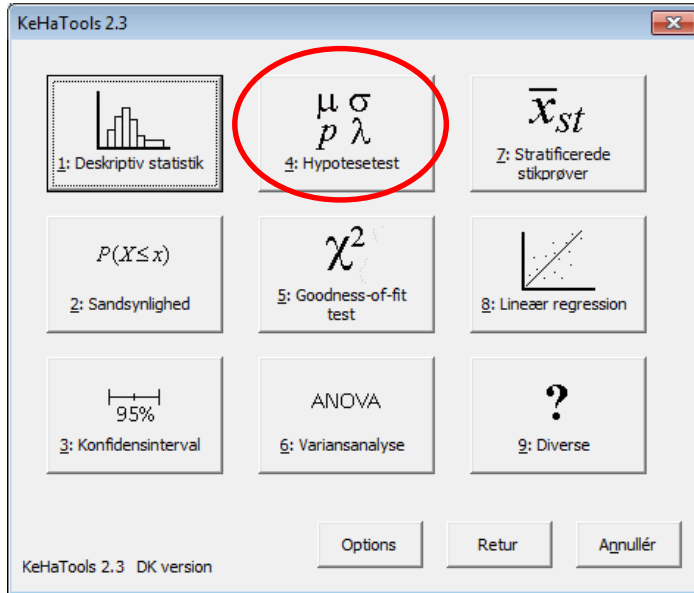 KeHaTools 2.3
1: Deskriptiv statistik
μ σ
p λ
4: Hypotesetest
x̅st
7: Stratificerede
stikprøver
P(X≤x)
2: Sandsynlighed
χ²
5: Goodness-of-fit
test
8: Lineær regression
95%
3: Konfidensinterval
ANOVA
6: Variansanalyse
?
9: Diverse
Options
Retur
Annullér
KeHaTools 2.3 DK version